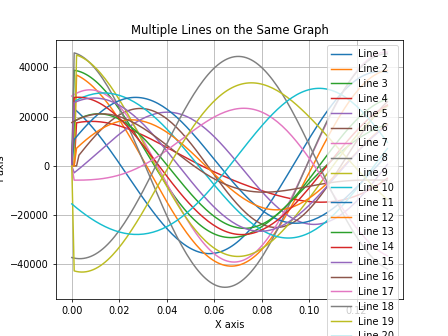 Multiple Lines on the Same Graph
40000
20000
0
−20000
−40000
0.00
0.02
0.04
0.06
0.08
0.10
X axis
axis
Line 1
Line 2
Line 3
Line 4
Line 5
Line 6
Line 7
Line 8
Line 9
Line 10
Line 11
Line 12
Line 13
Line 14
Line 15
Line 16
Line 17
Line 18
Line 19
Line 20